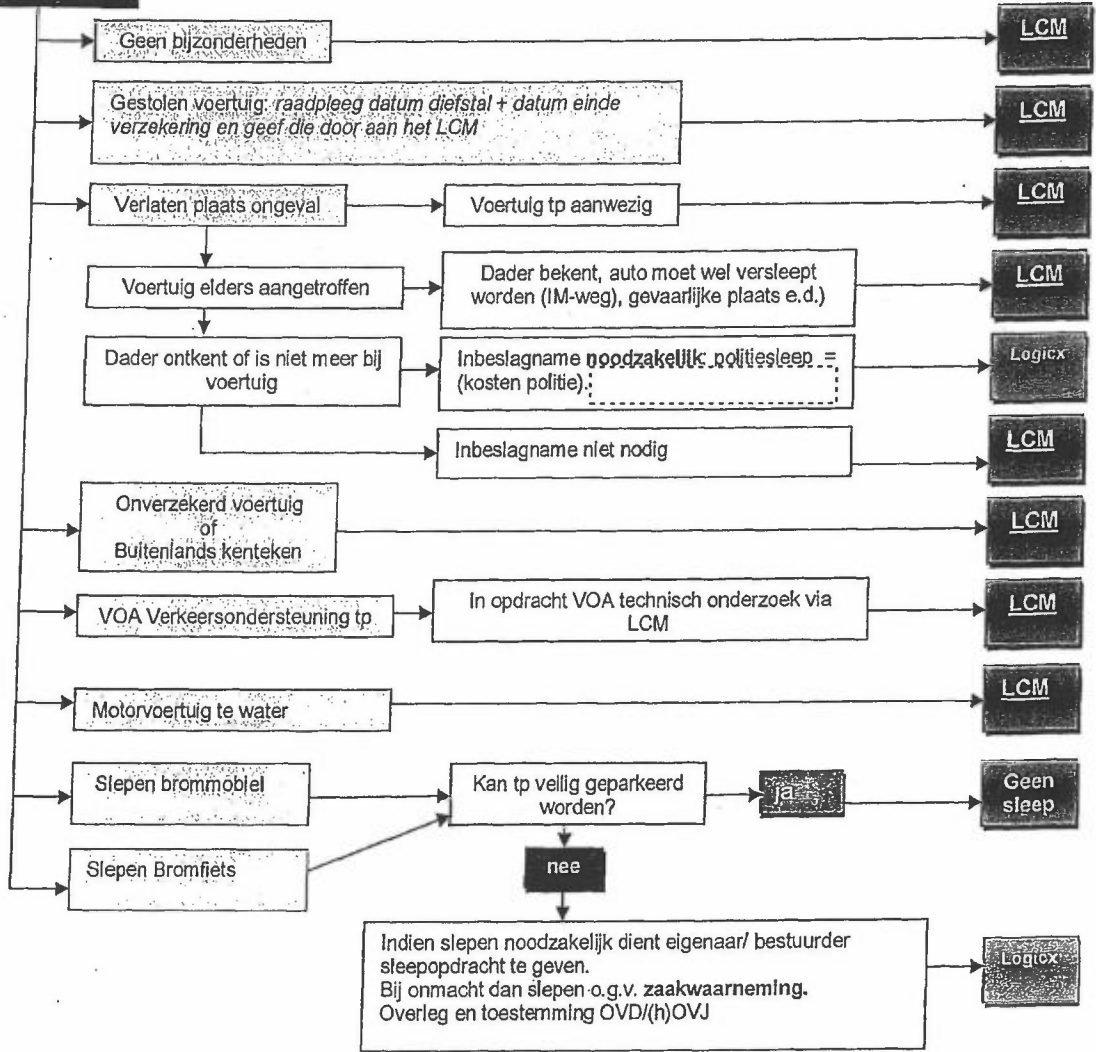 Geen bijzonderheden
LCM
Gestolen voertuig: raadpleeg datum diefstal + datum einde
verzekering en geef die door aan het LCM
LCM
Verlaten plaats ongeval
Voertuig tp aanwezig
LCM
Voertuig elders aangetroffen
Dader bekent, auto moet wel versleept
worden (IM-weg), gevaarlijke plaats e.d.)
LCM
Dader ontkent of is niet meer bij
voertuig
Inbeslagname noodzakelijk: politiesleep =
(kosten politie).
Logicx
Inbeslagname niet nodig
LCM
Onverzekerd voertuig
of
Buitenlands kenteken
LCM
VOA Verkeersondersteuning tp
In opdracht VOA technisch onderzoek via
LCM
LCM
Motorvoertuig te water
LCM
Slepen brommobiel
Kan tp veilig geparkeerd
worden?
ja
Geen
sleep
Slepen Bromfiets
nee
Indien slepen noodzakelijk dient eigenaar/ bestuurder
sleepopdracht te geven.
Bij onmacht dan slepen o.g.v. zaakwaarneming.
Overleg en toestemming OVD/(h)OVJ
Logicx